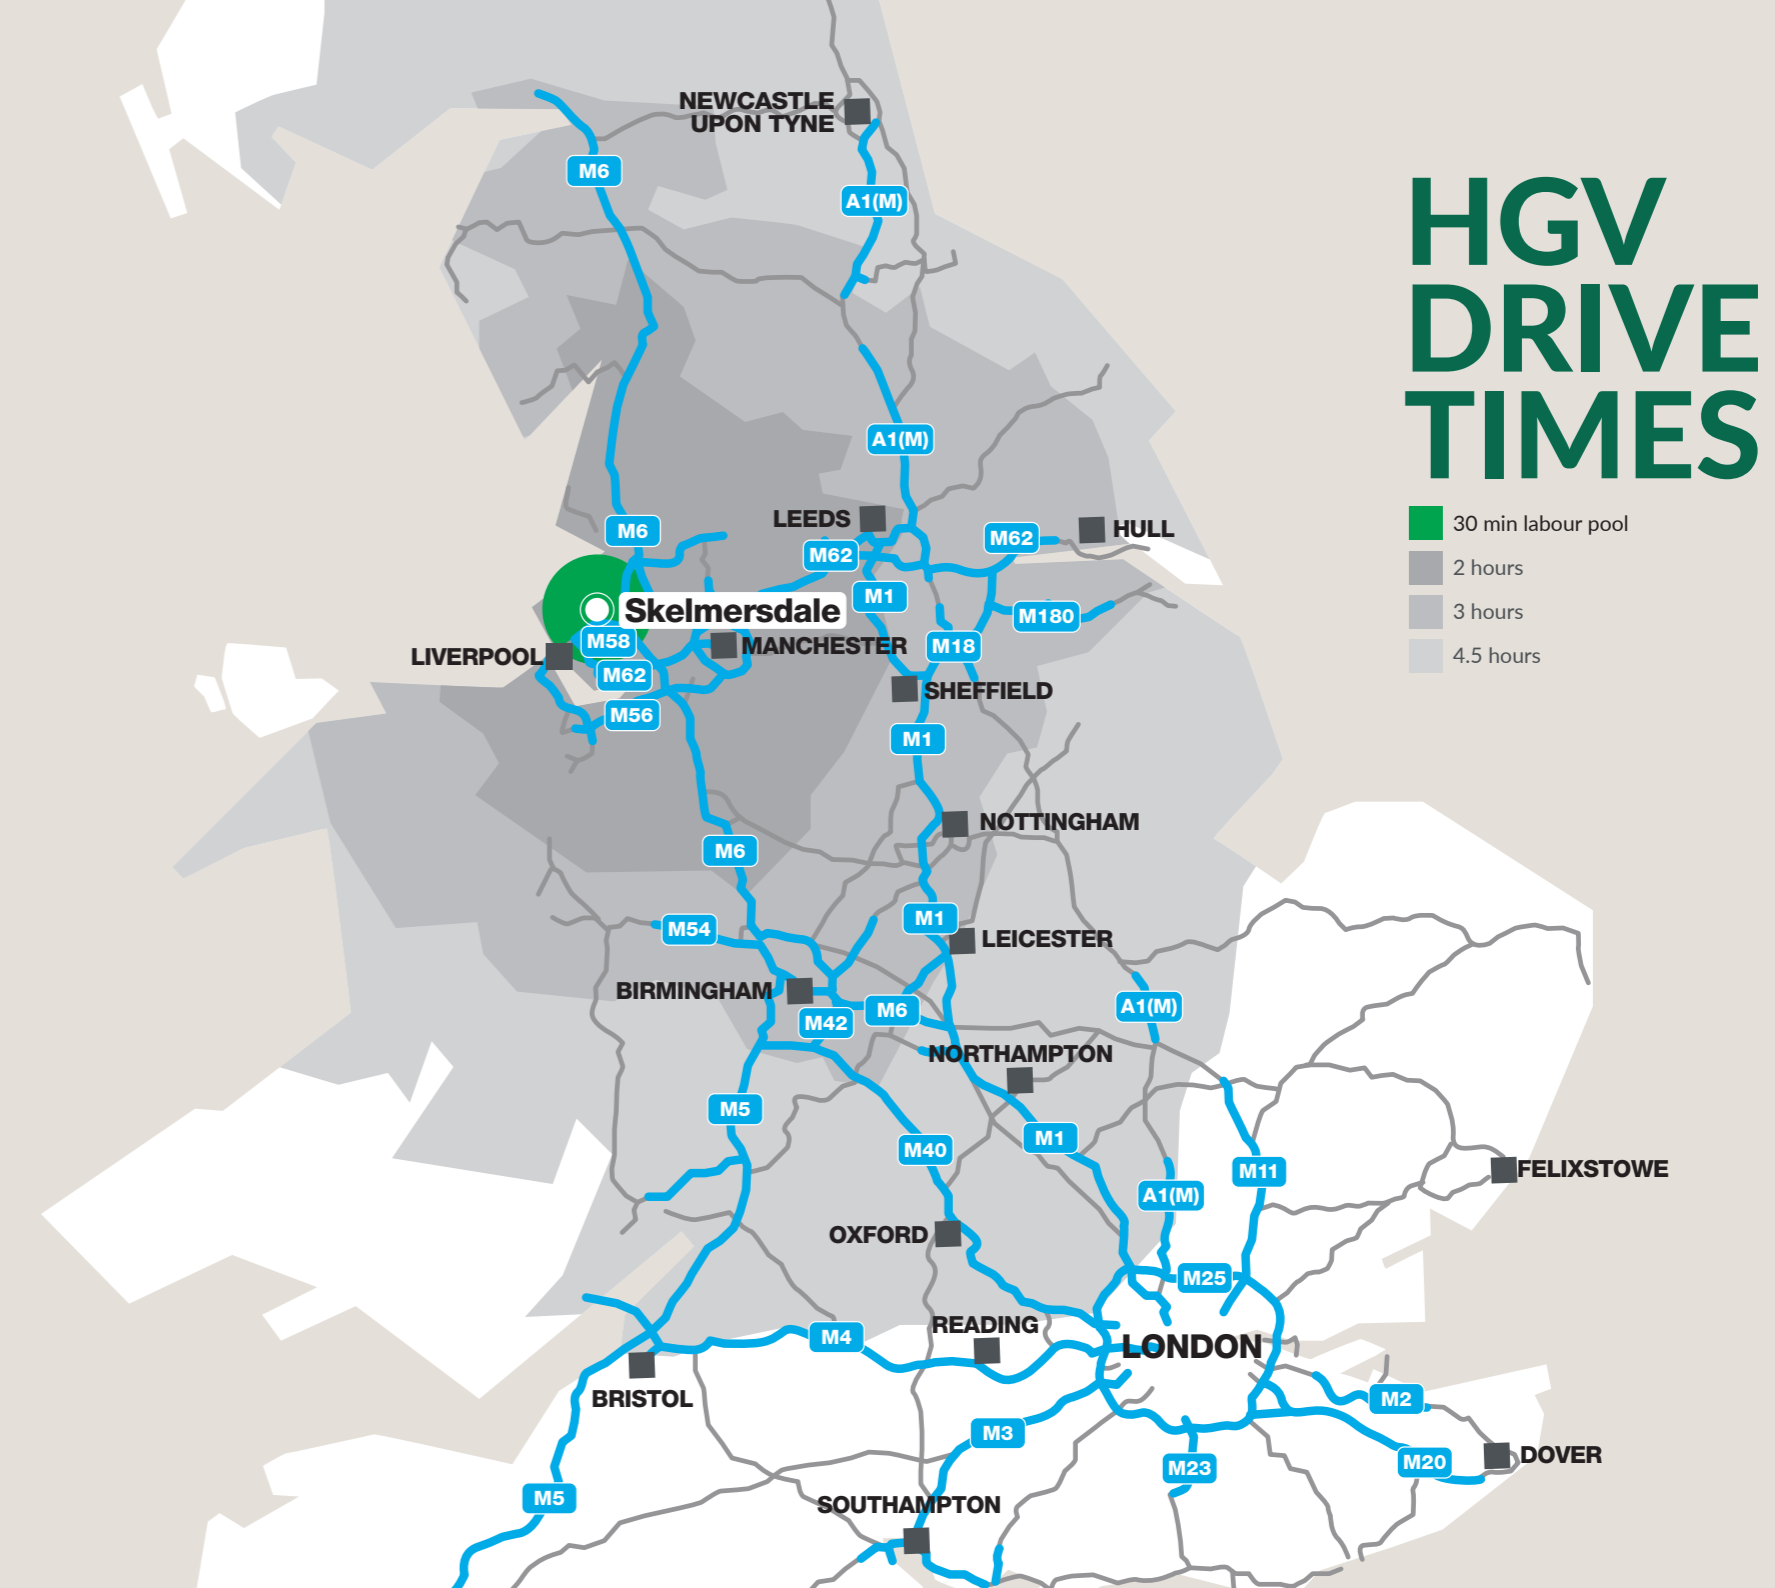 HGV
DRIVE
TIMES
30 min labour pool
2 hours
3 hours
4.5 hours
NEWCASTLE
UPON TYNE
M6
A1(M)
A1(M)
LEEDS
HULL
M6
M62
M62
M1
Skelmersdale
M180
M58
MANCHESTER
M18
LIVERPOOL
M62
SHEFFIELD
M56
M1
NOTTINGHAM
M6
M1
M54
LEICESTER
BIRMINGHAM
M6
A1(M)
M42
NORTHAMPTON
M5
M1
M40
M11
FELIXSTOWE
A1(M)
OXFORD
M25
READING
M4
LONDON
BRISTOL
M2
M3
DOVER
M20
M23
M5
SOUTHAMPTON